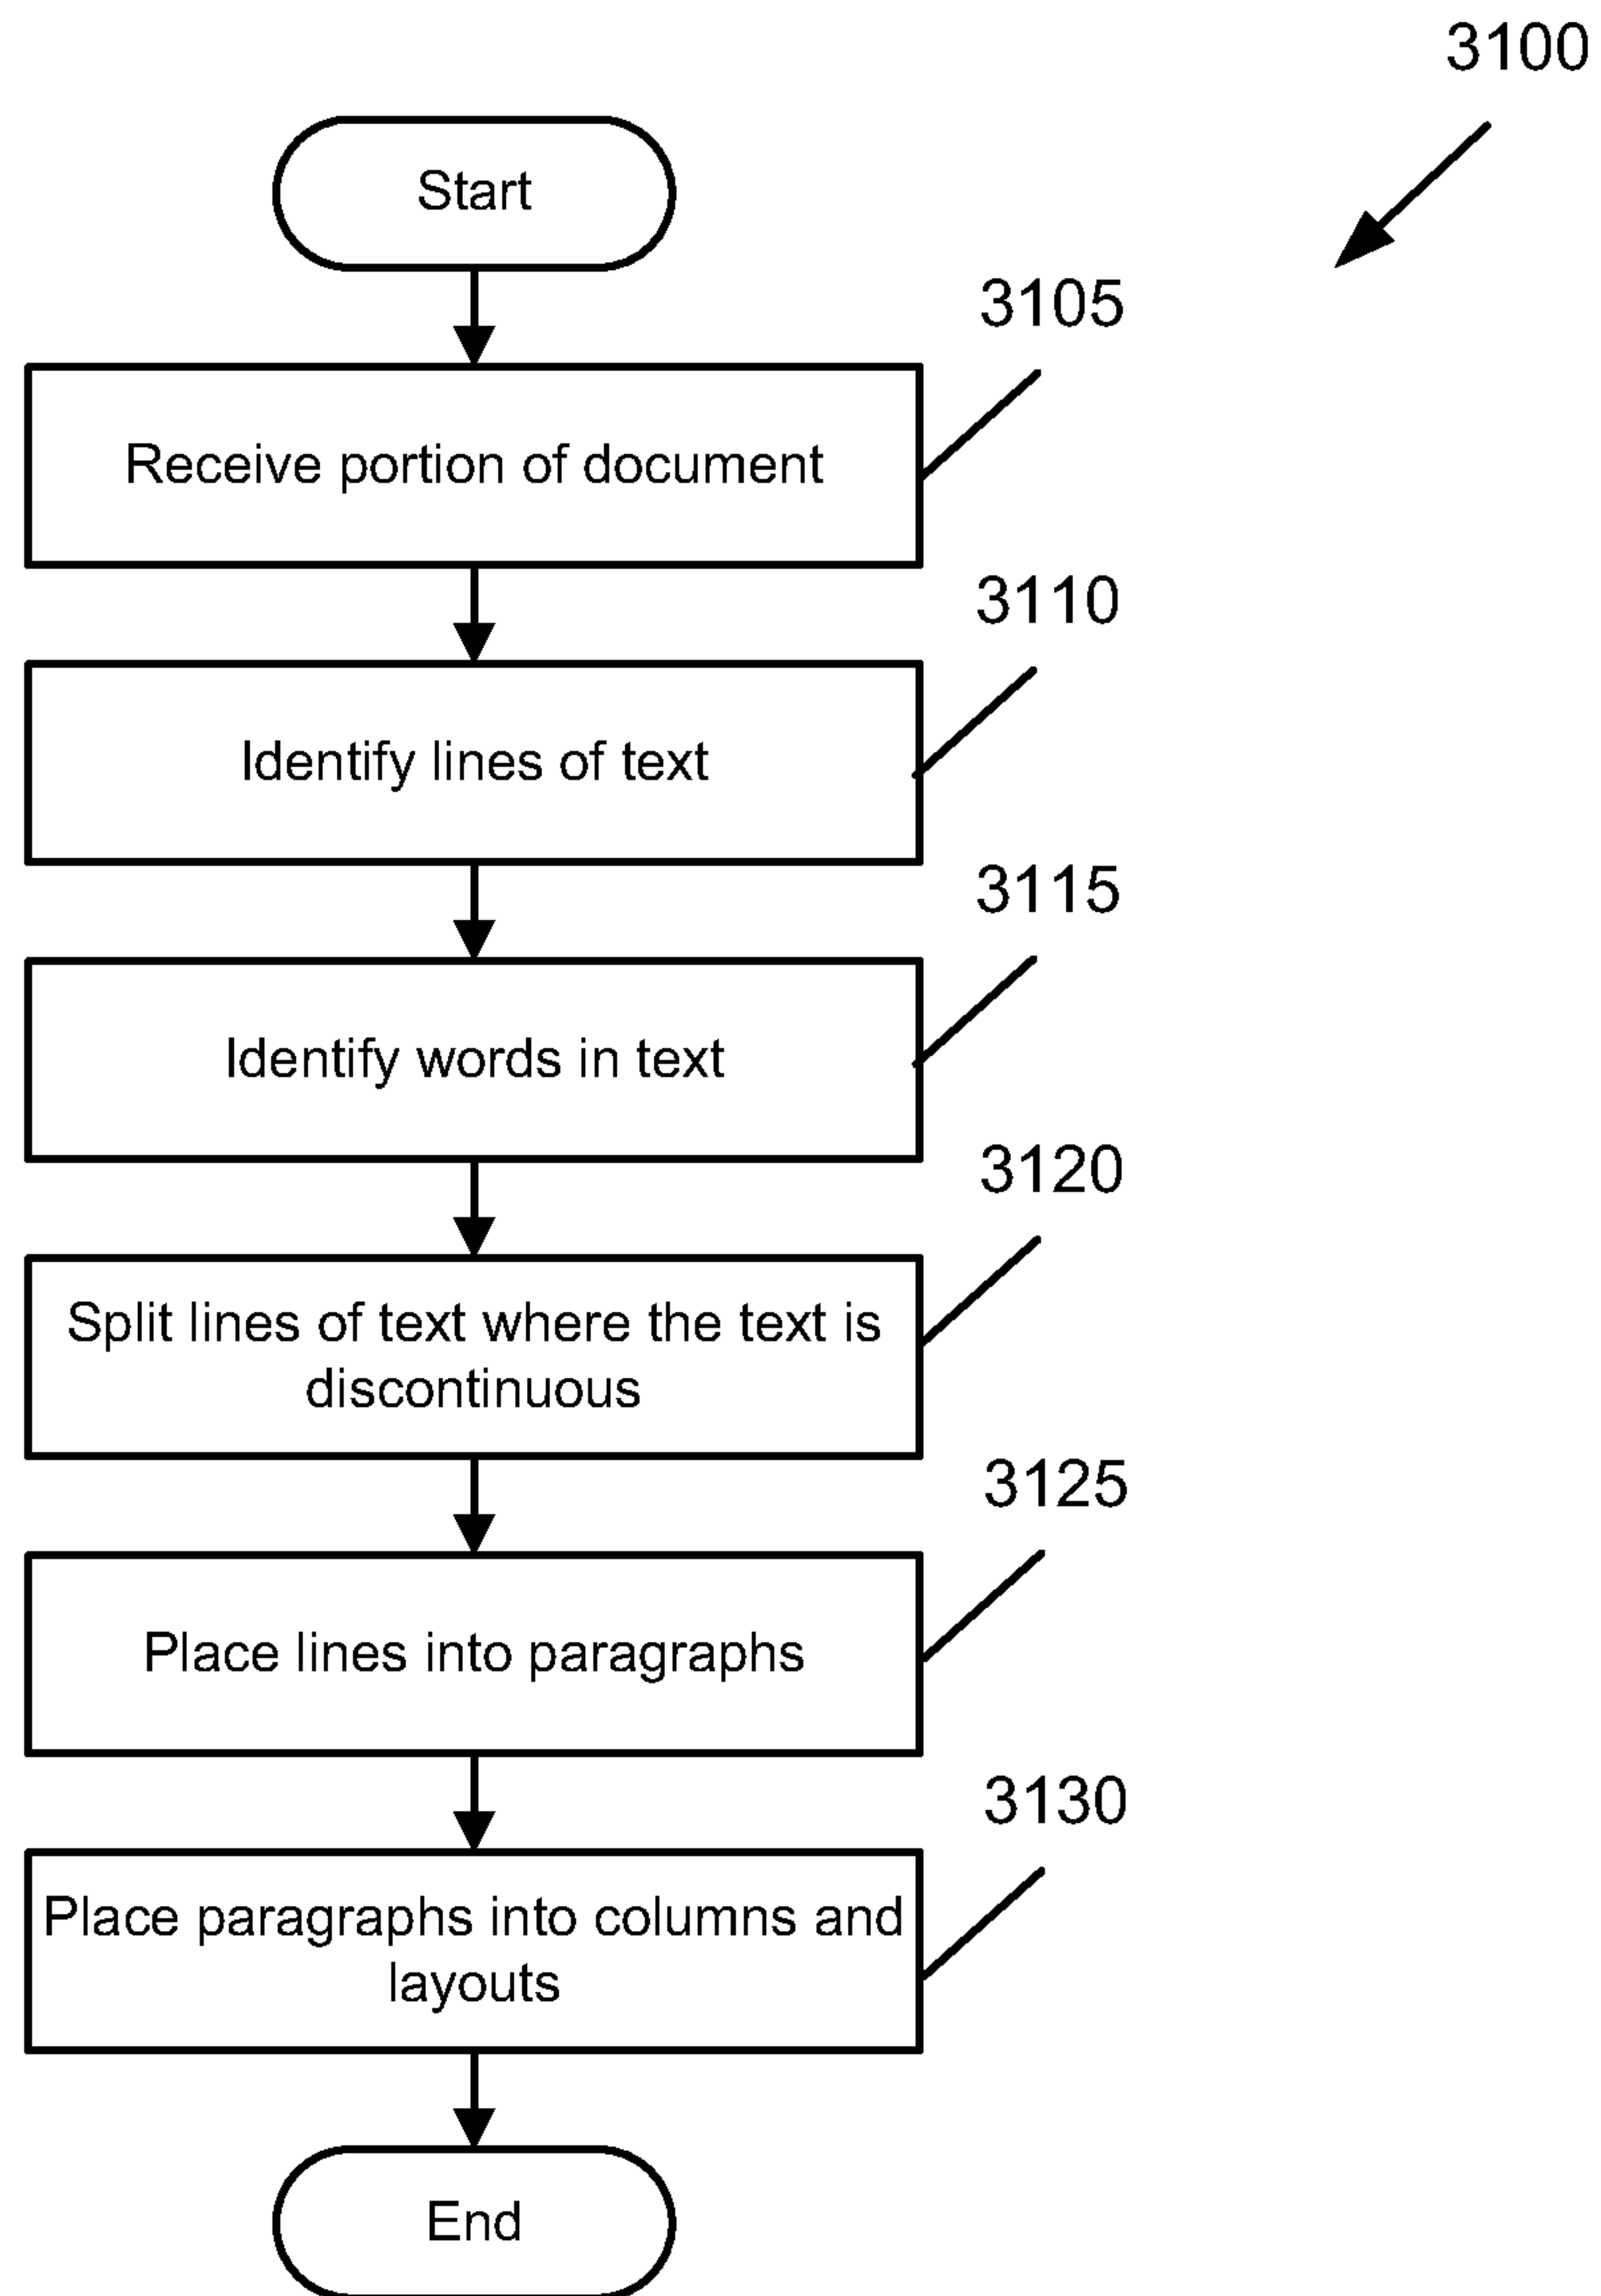 3100
Start
3105
Receive portion of document
3110
Identify lines of text
3115
Identify words in text
3120
Split lines of text where the text is
discontinuous
3125
Place lines into paragraphs
3130
Place paragraphs into columns and
layouts
End